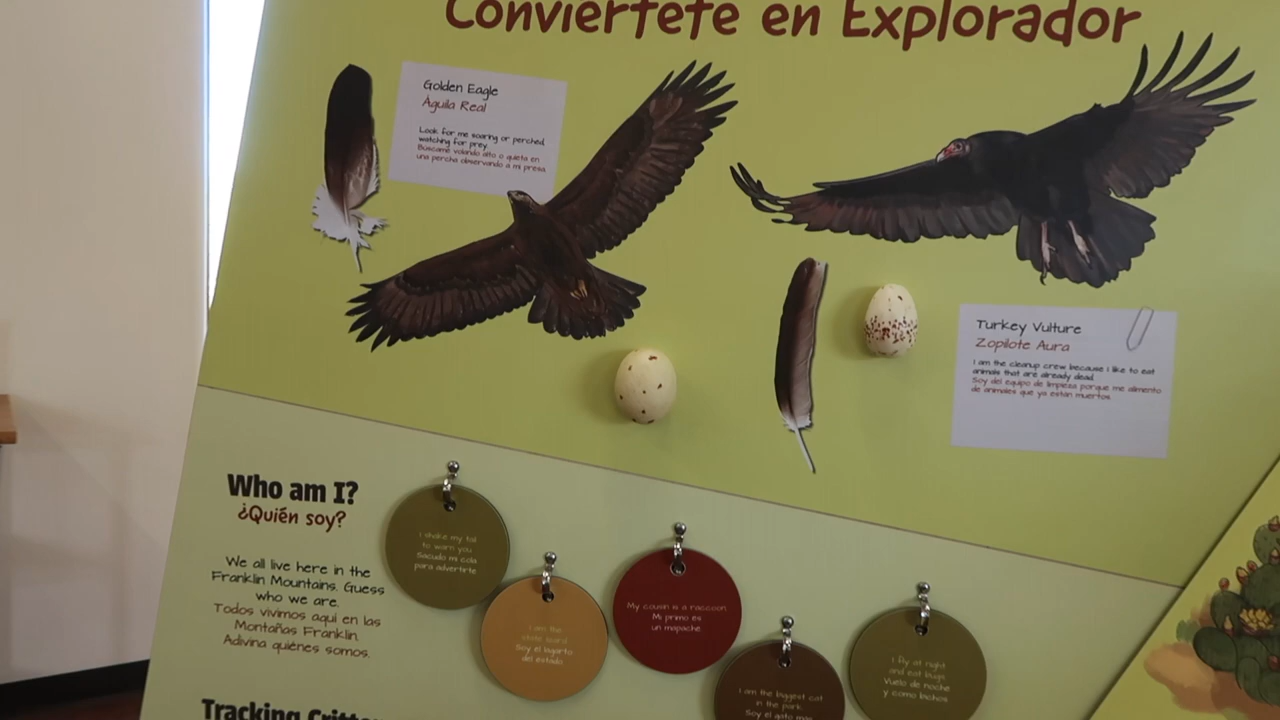 Conviértete en Explorador
Golden Eagle
Águila Real
Look for me soaring or perched,
watching for prey.
Búscame volando alto o quieta en
una percha observando a mi presa.
Turkey Vulture
Zopilote Aura
I am the cleanup crew because I like to eat
animals that are already dead.
Soy del equipo de limpieza porque me alimento
de animales que ya están muertos.
Who am I?
¿Quién soy?
We all live here in the
Franklin Mountains. Guess
who we are.
Todos vivimos aquí en las
Montañas Franklin.
Adivina quiénes somos.
I shake my tail
to warn you.
Sacudo mi cola
para advertirte
I am the
state lizard
Soy el lagarto
del estado
My cousin is a raccoon.
Mi primo es
un mapache
I am the biggest cat
in the park.
Soy el gato más
I fly at night
and eat bugs.
Vuelo de noche
y como bichos
Tracking